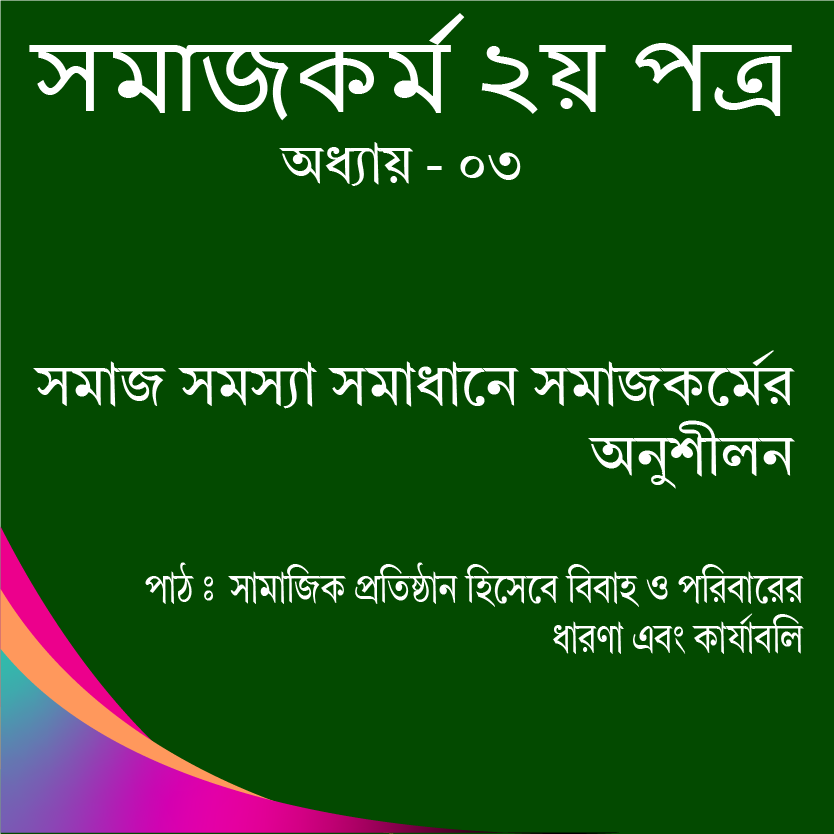 সমাজকর্ম ২য় পত্র
অধ্যায় - ০৩
সমাজ সমস্যা সমাধানে সমাজকর্মের
অনুশীলন
পাঠ ঃ সামাজিক প্রতিষ্ঠান হিসেবে বিবাহ ও পরিবারের
ধারণা এবং কার্যাবলি